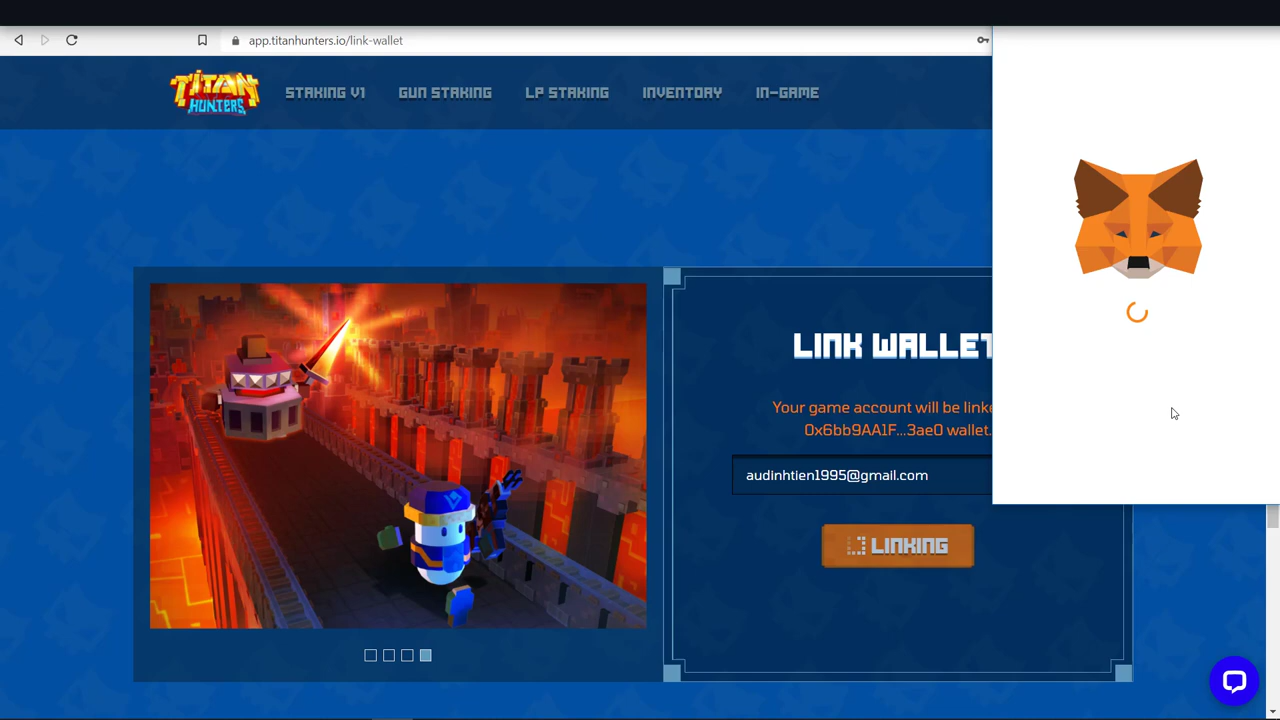 app.titanhunters.io/link-wallet
TITAN HUNTERS
STAKING V1 GUN STAKING LP STAKING INVENTORY IN-GAME
LINK WALLET
Your game account will be linke
0x6bb9AA1F...3ae0 wallet.
audinhtien1995@gmail.com
LINKING